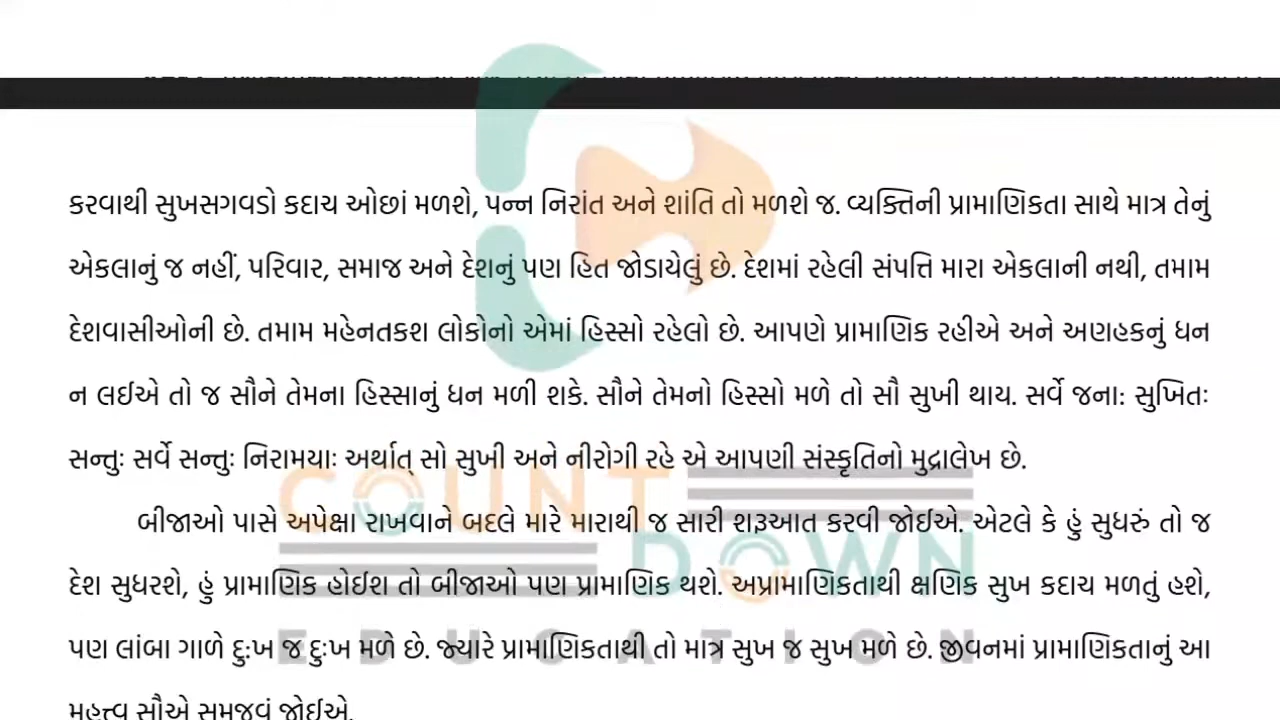 કરવાથી સુખસગવડો કદાચ ઓછાં મળશે, પન્ન નિરાંત અને શાંતિ તો મળશે જ. વ્યક્તિની પ્રામાણિકતા સાથે માત્ર તેનું
એકલાનું જ નહીં, પરિવાર, સમાજ અને દેશનું પણ હિત જોડાયેલું છે. દેશમાં રહેલી સંપત્તિ મારા એકલાની નથી, તમામ
દેશવાસીઓની છે. તમામ મહેનતકશ લોકોનો એમાં હિસ્સો રહેલો છે. આપણે પ્રામાણિક રહીએ અને અણહકનું ધન
ન લઈએ તો જ સૌને તેમના હિસ્સાનું ધન મળી શકે. સૌને તેમનો હિસ્સો મળે તો સૌ સુખી થાય. સર્વે જના: સુખિતઃ
સન્તુઃ સર્વે સન્તુઃ નિરામયાઃ અર્થાત્ સો સુખી અને નીરોગી રહે એ આપણી સંસ્કૃતિનો મુદ્રાલેખ છે.
COUNT
બીજાઓ પાસે અપેક્ષા રાખવાને બદલે મારે મારાથી જ સારી શરૂઆત કરવી જોઈએ. એટલે કે હું સુધરું તો જ
DOWN
દેશ સુધરશે, હું પ્રામાણિક હોઈશ તો બીજાઓ પણ પ્રામાણિક થશે. અપ્રામાણિકતાથી ક્ષણિક સુખ કદાચ મળતું હશે,
પણ લાંબા ગાળે દુ:ખ જ દુઃખ મળે છે. જ્યારે પ્રામાણિકતાથી તો માત્ર સુખ જ સુખ મળે છે. જીવનમાં પ્રામાણિકતાનું આ
EDUCATION
મહત્ત્વ સૌએ સમજવું જોઈએ.